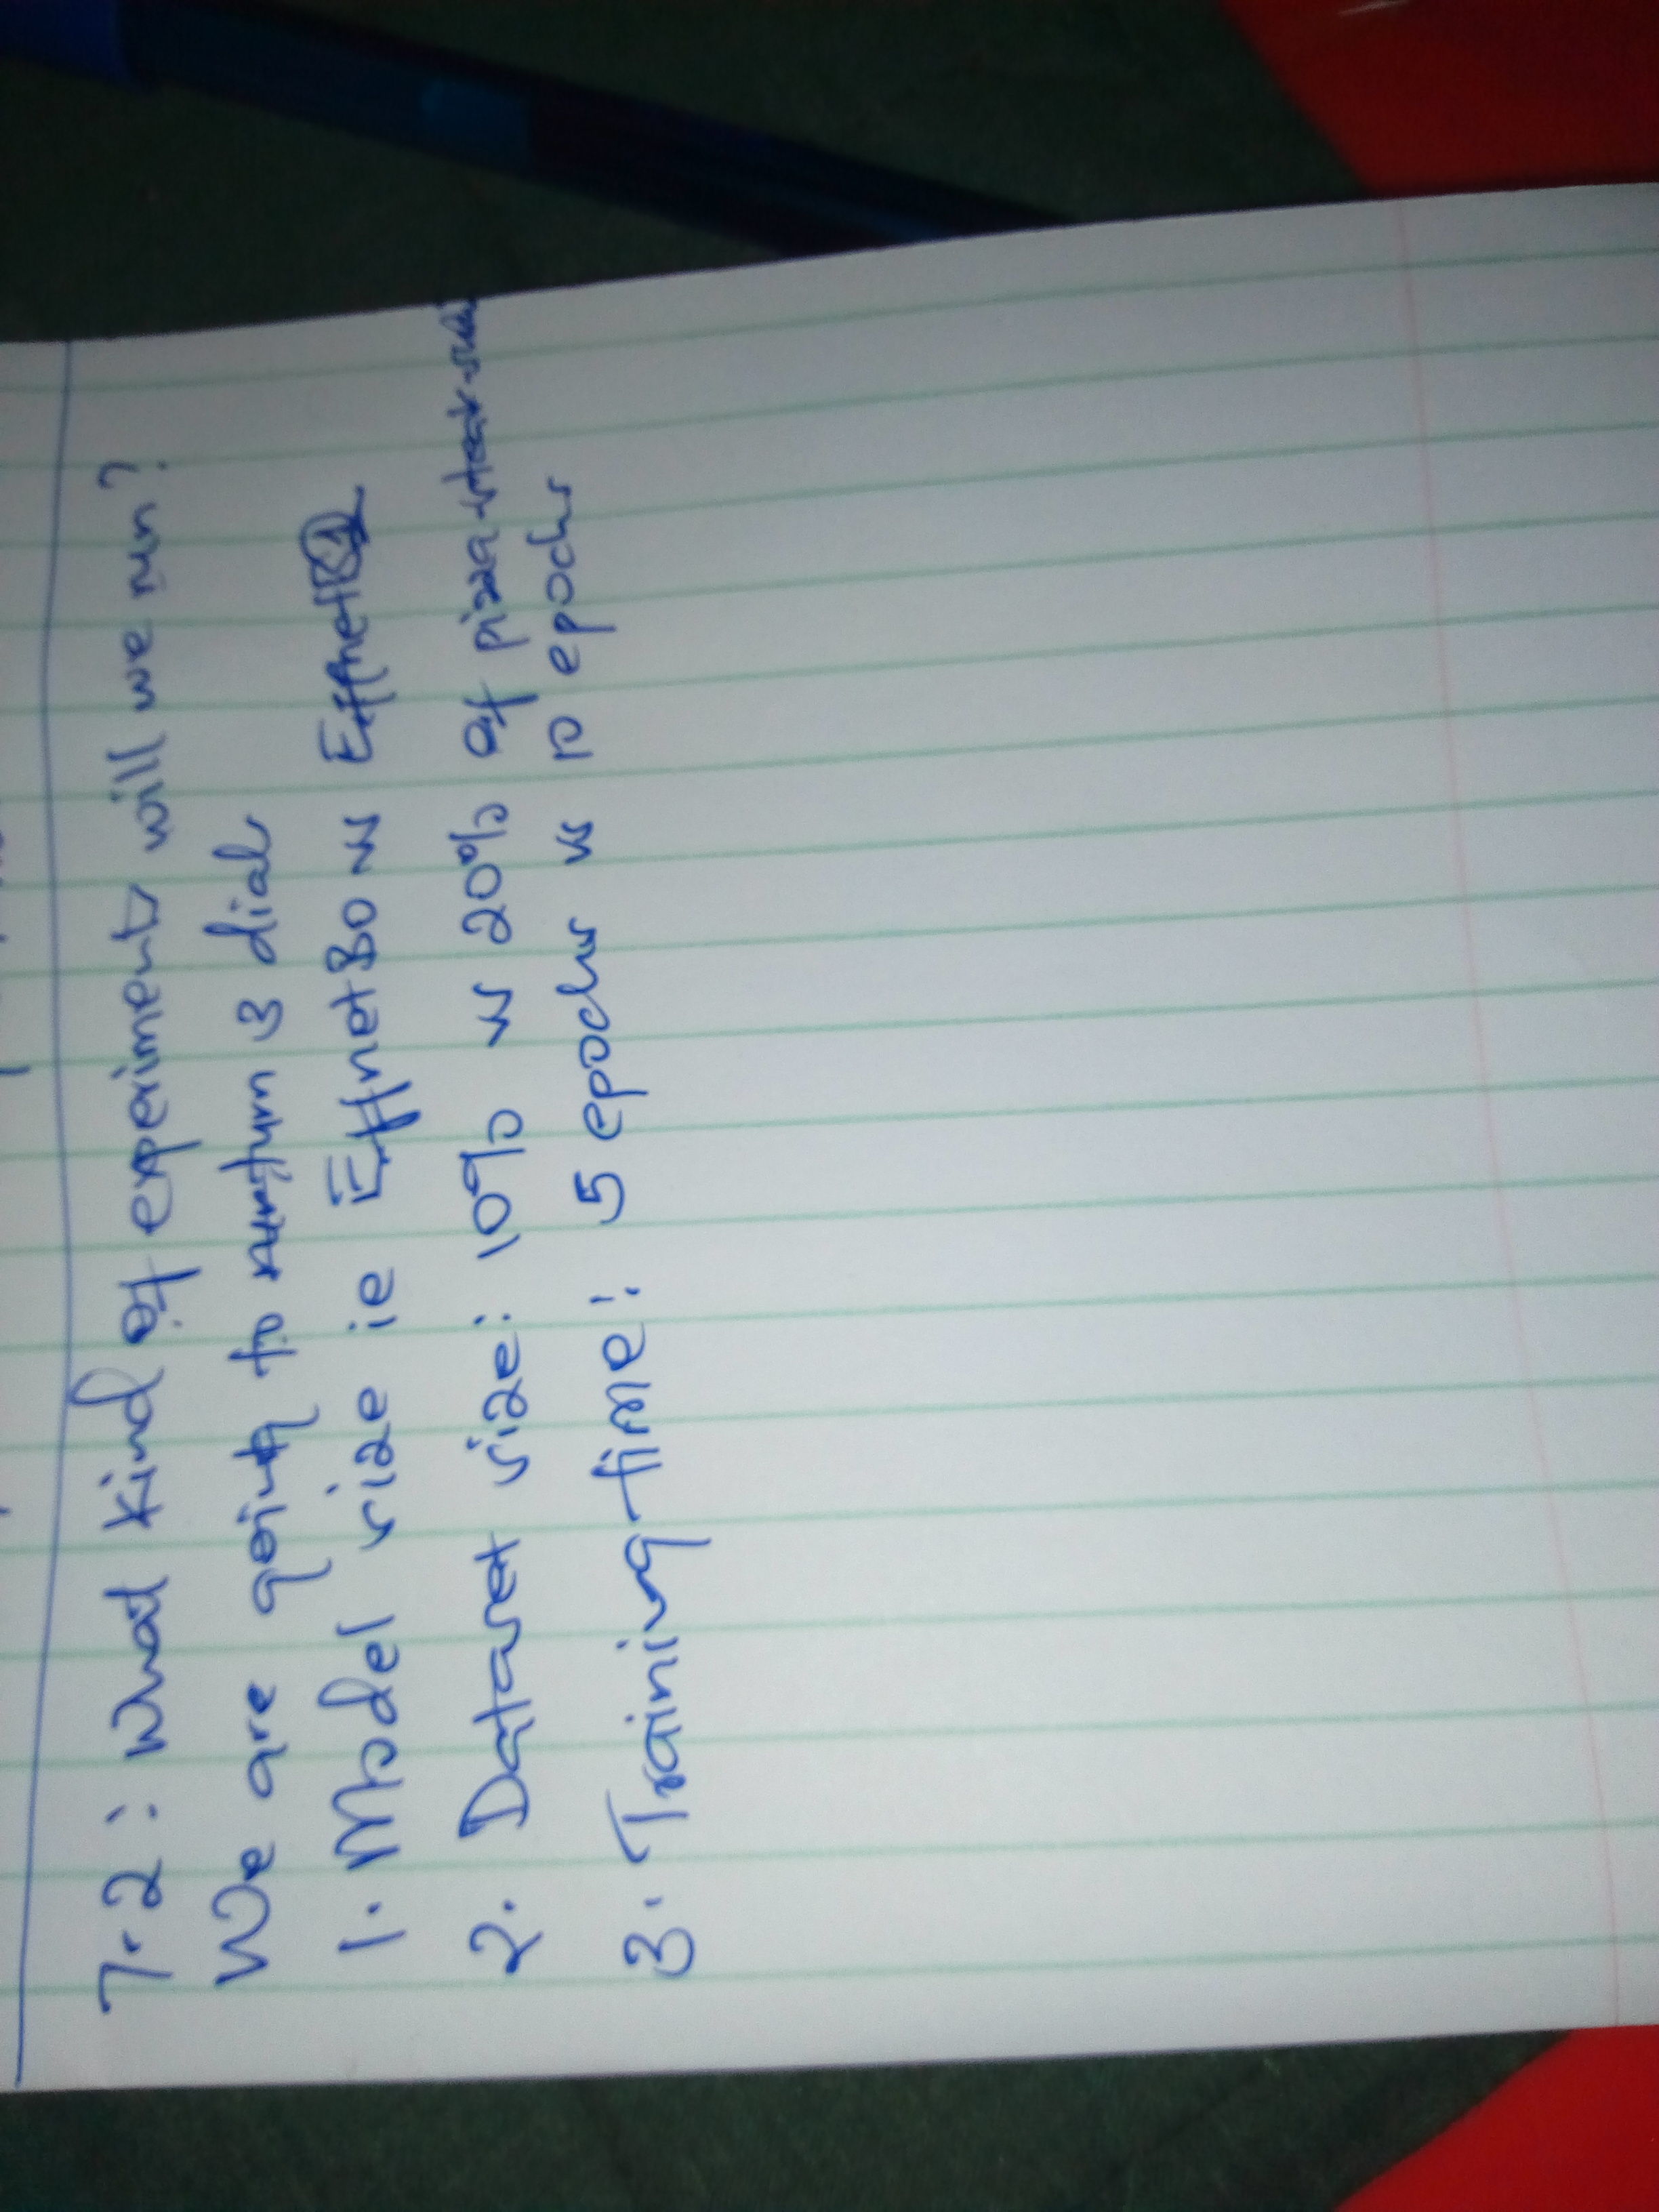 7.2: What kind of experiments will we run?
We are going to 3 dials
1. Model size ie EffnetB0 vs Effnet
2. Dataset size: 10% vs 20% of pizza, steak, sushi
3. Training time: 5 epochs vs 10 epochs